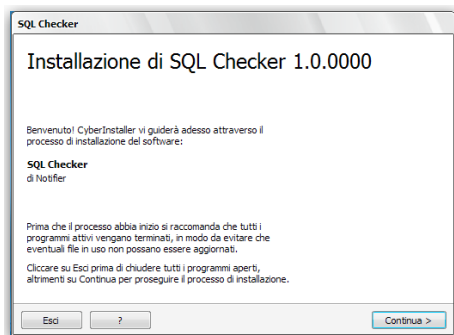 SQL Checker
Installazione di SQL Checker 1.0.0000
Benvenuto! CyberInstaller vi guiderà adesso attraverso il
processo di installazione del software:
SQL Checker
di Notifier
Prima che il processo abbia inizio si raccomanda che tutti i
programmi attivi vengano terminati, in modo da evitare che
eventuali file in uso non possano essere aggiornati.
Cliccare su Esci prima di chiudere tutti i programmi aperti,
altrimenti su Continua per proseguire il processo di installazione.
Esci ? Continua >